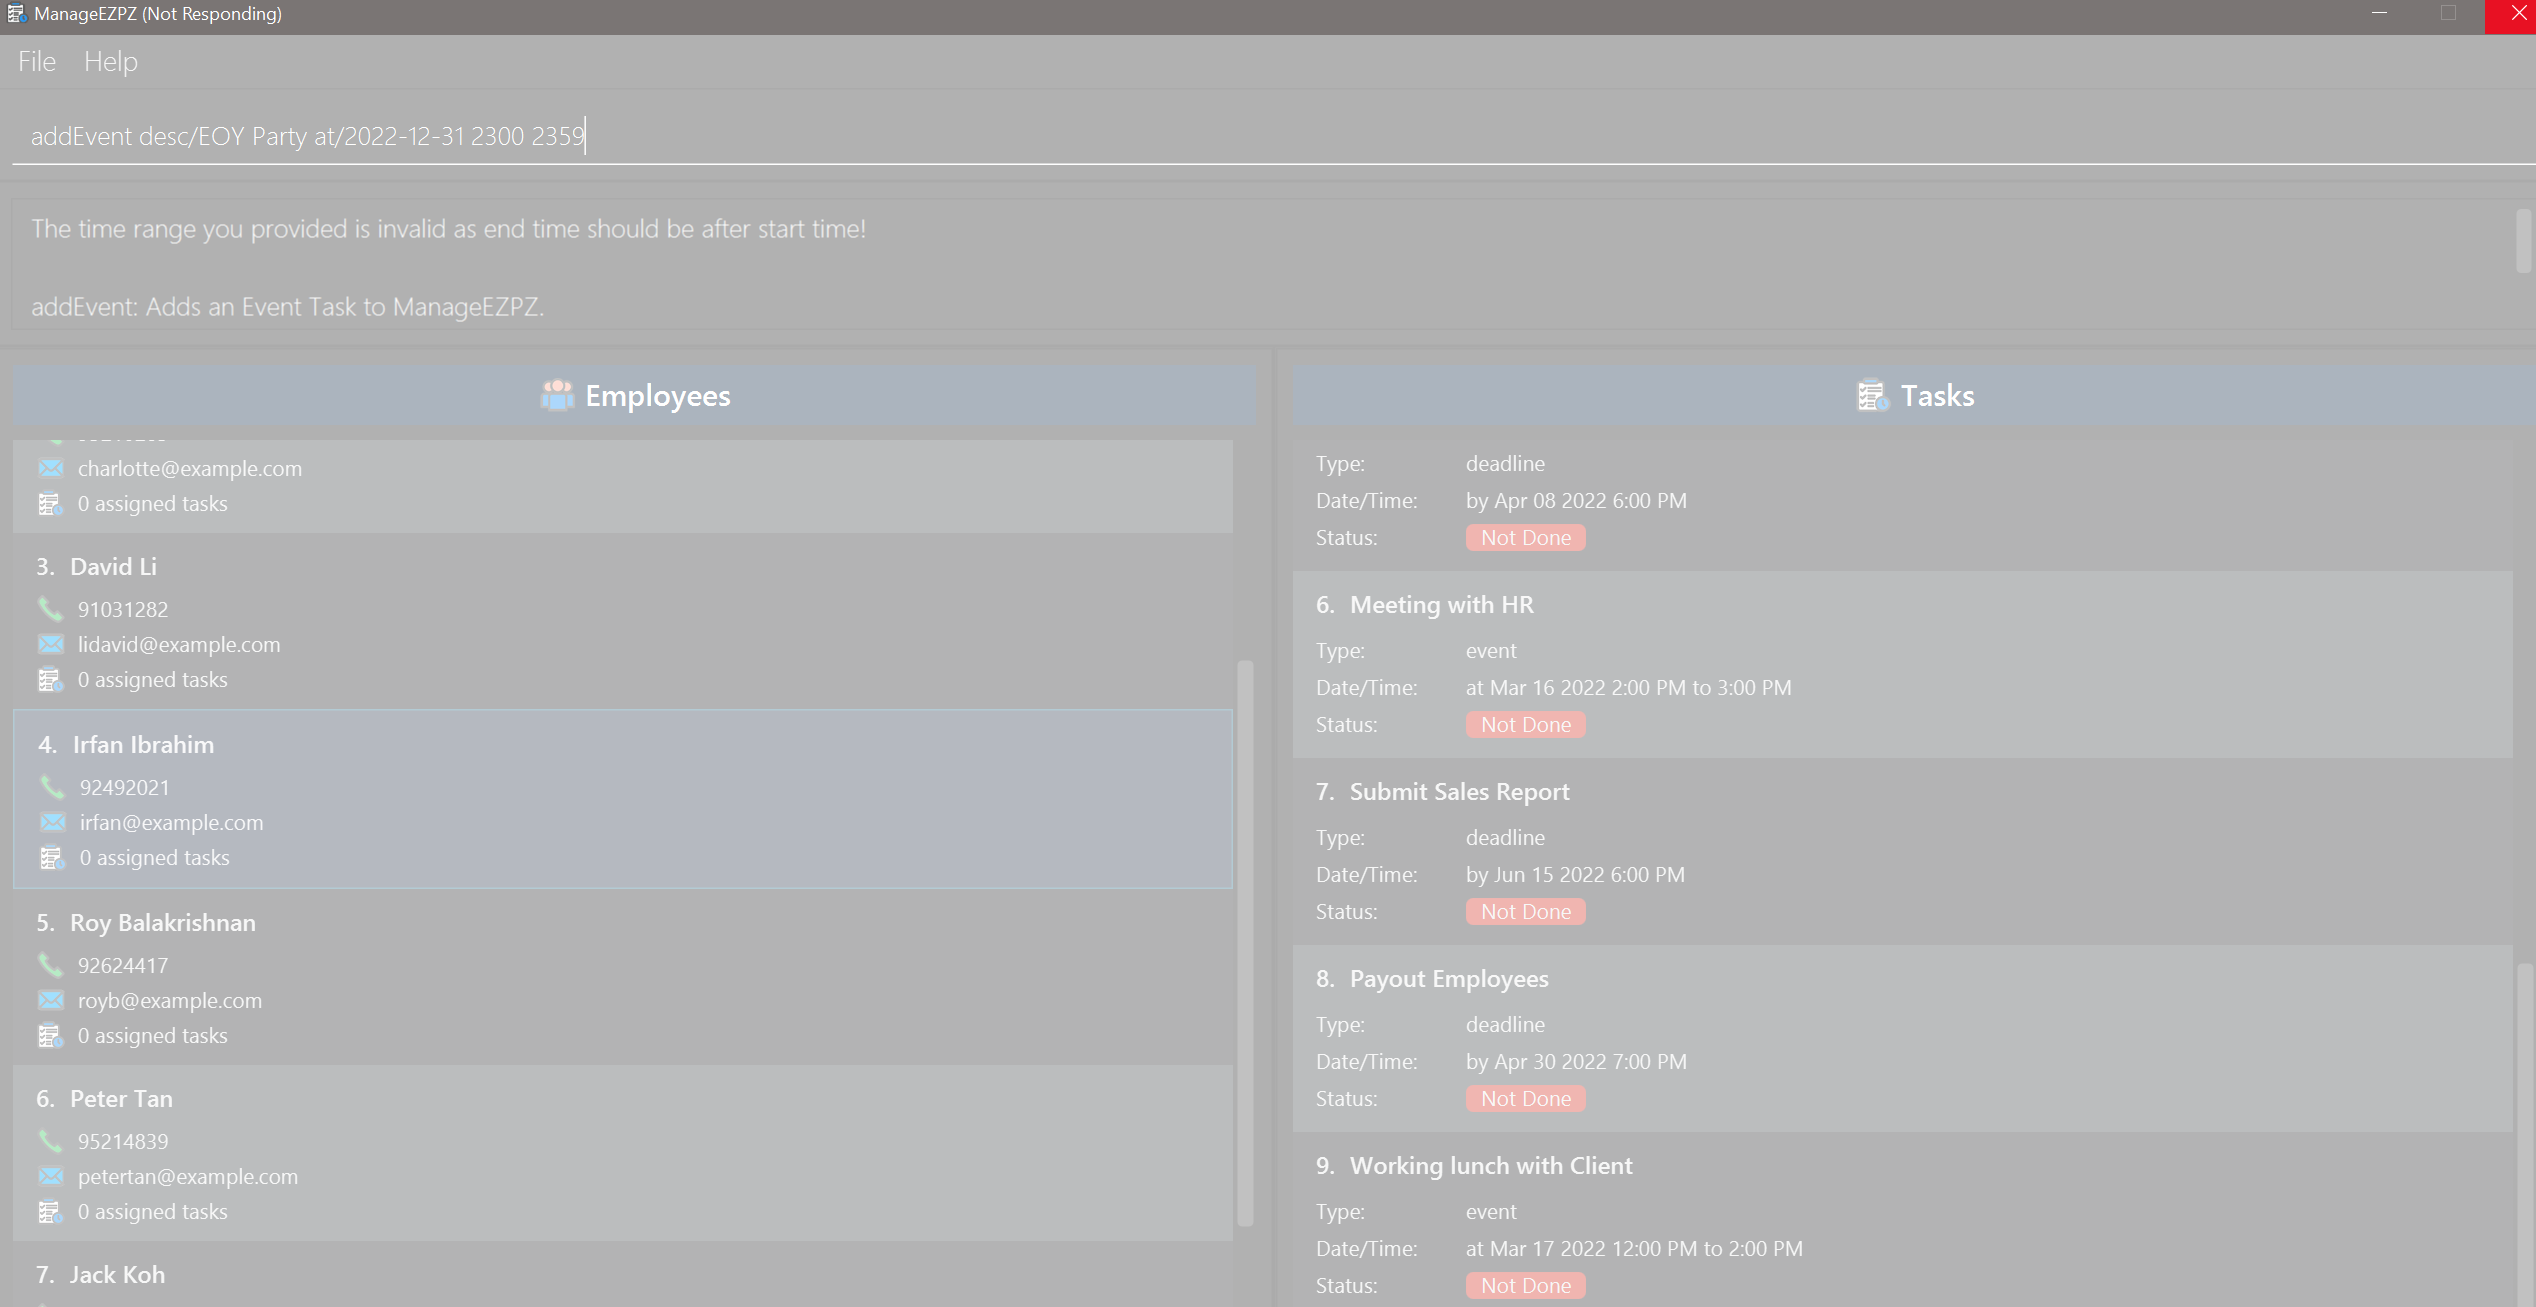 ManageEZPZ (Not Responding)
File Help
addEvent desc/EOY Party at/2022-12-31 2300 2359
The time range you provided is invalid as end time should be after start time!
addEvent: Adds an Event Task to ManageEZPZ.
Employees
charlotte@example.com
0 assigned tasks
3. David Li
91031282
lidavid@example.com
0 assigned tasks
4. Irfan Ibrahim
92492021
irfan@example.com
0 assigned tasks
5. Roy Balakrishnan
92624417
royb@example.com
0 assigned tasks
6. Peter Tan
95214839
petertan@example.com
0 assigned tasks
7. Jack Koh
Tasks
Type: deadline
Date/Time: by Apr 08 2022 6:00 PM
Status: Not Done
6. Meeting with HR
Type: event
Date/Time: at Mar 16 2022 2:00 PM to 3:00 PM
Status: Not Done
7. Submit Sales Report
Type: deadline
Date/Time: by Jun 15 2022 6:00 PM
Status: Not Done
8. Payout Employees
Type: deadline
Date/Time: by Apr 30 2022 7:00 PM
Status: Not Done
9. Working lunch with Client
Type: event
Date/Time: at Mar 17 2022 12:00 PM to 2:00 PM
Status: Not Done